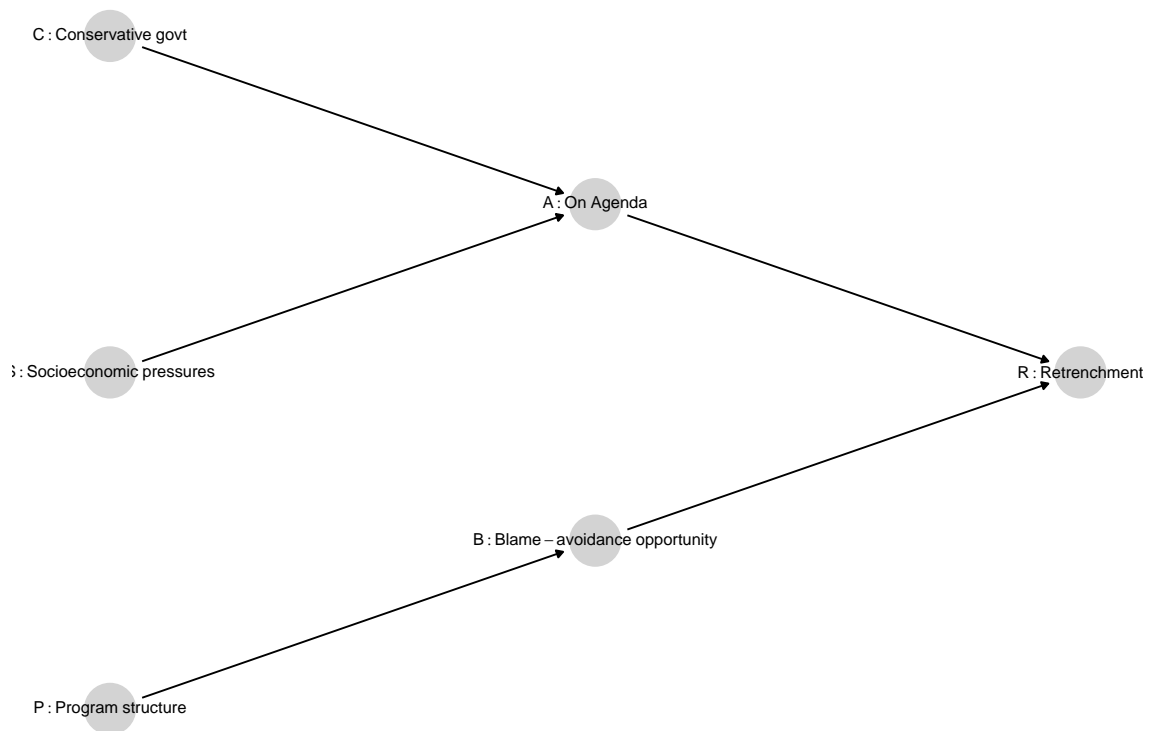 C : Conservative govt
A : On Agenda
S : Socioeconomic pressures
R : Retrenchment
B : Blame – avoidance opportunity
P : Program structure